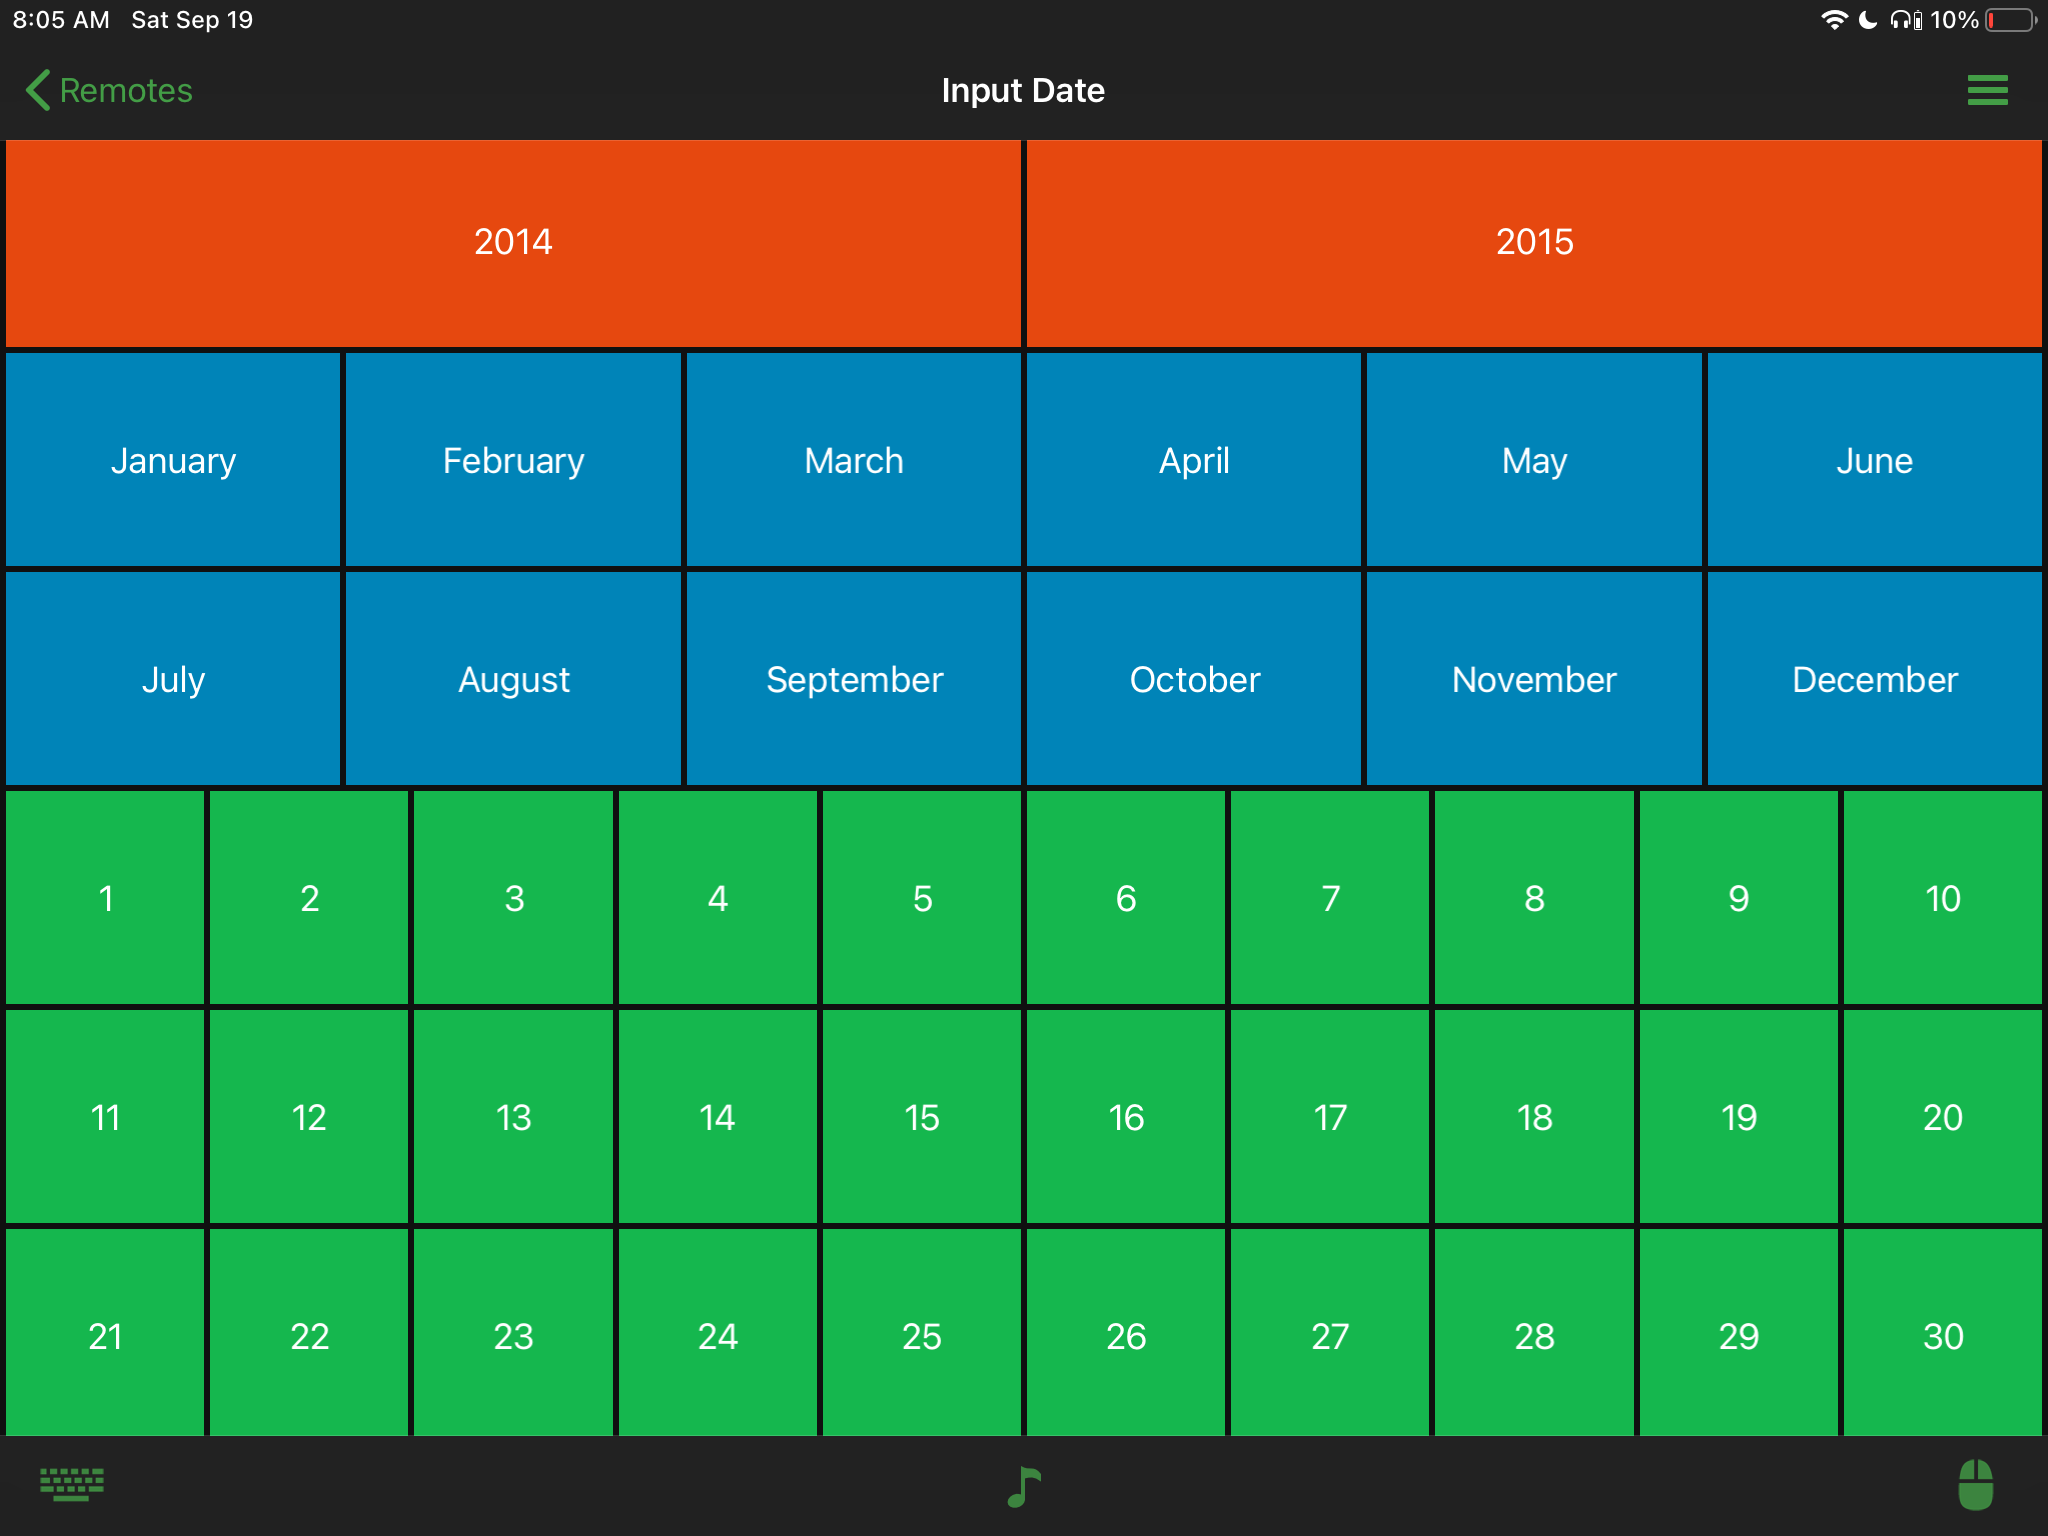 8:05 AM Sat Sep 19 10%
Remotes Input Date
2014 2015
January February March April May June
July August September October November December
1 2 3 4 5 6 7 8 9 10
11 12 13 14 15 16 17 18 19 20
21 22 23 24 25 26 27 28 29 30